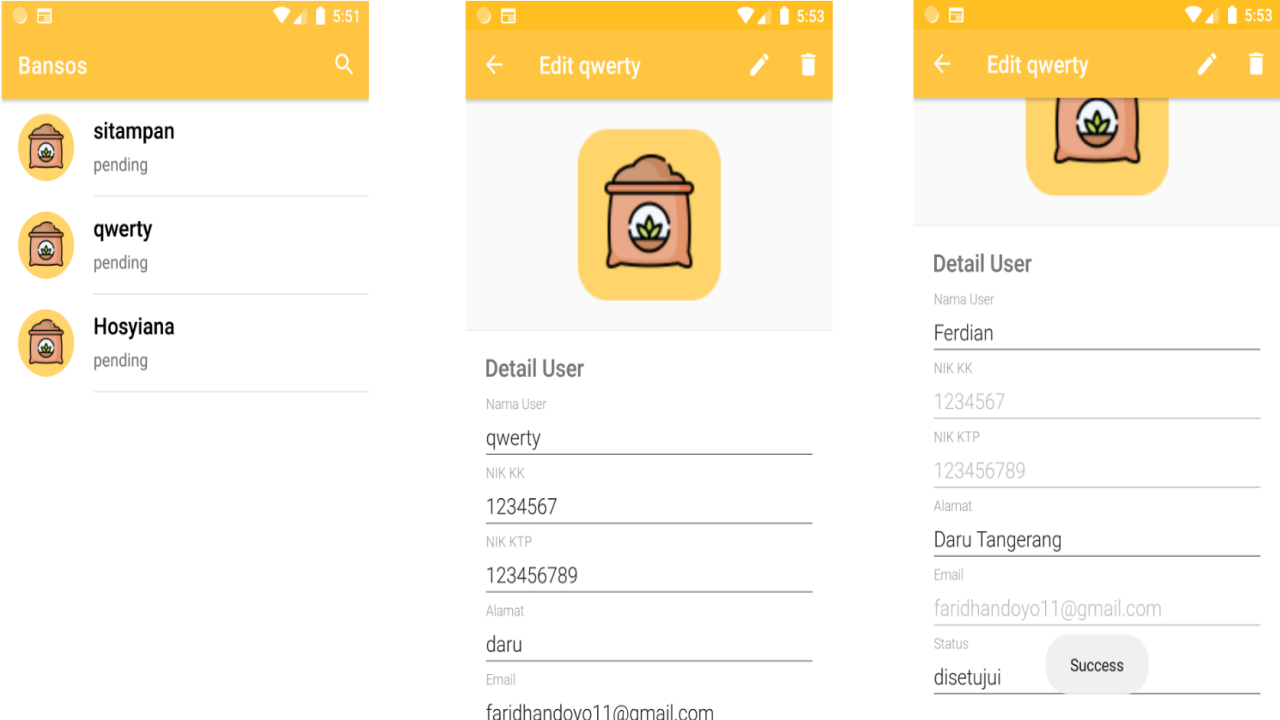 5:51
Bansos
sitampan
pending
qwerty
pending
Hosyiana
pending
5:53
Edit qwerty
Detail User
Nama User
qwerty
NIK KK
1234567
NIK KTP
123456789
Alamat
daru
Email
faridhandoyo11@gmail.com
5:53
Edit qwerty
Detail User
Nama User
Ferdian
NIK KK
1234567
NIK KTP
123456789
Alamat
Daru Tangerang
Email
faridhandoyo11@gmail.com
Status
disetujui
Success